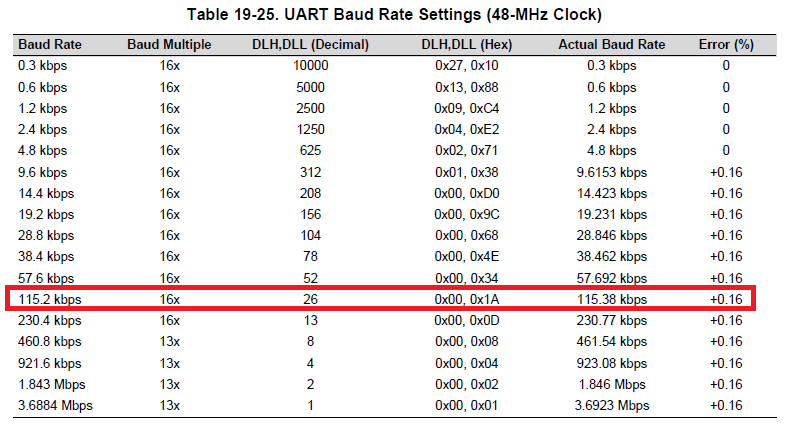 Table 19-25. UART Baud Rate Settings (48-MHz Clock)
Baud Rate Baud Multiple DLH,DLL (Decimal) DLH,DLL (Hex) Actual Baud Rate Error (%)
0.3 kbps 16x 10000 0x27, 0x10 0.3 kbps 0
0.6 kbps 16x 5000 0x13, 0x88 0.6 kbps 0
1.2 kbps 16x 2500 0x09, 0xC4 1.2 kbps 0
2.4 kbps 16x 1250 0x04, 0xE2 2.4 kbps 0
4.8 kbps 16x 625 0x02, 0x71 4.8 kbps 0
9.6 kbps 16x 312 0x01, 0x38 9.6153 kbps +0.16
14.4 kbps 16x 208 0x00, 0xD0 14.423 kbps +0.16
19.2 kbps 16x 156 0x00, 0x9C 19.231 kbps +0.16
28.8 kbps 16x 104 0x00, 0x68 28.846 kbps +0.16
38.4 kbps 16x 78 0x00, 0x4E 38.462 kbps +0.16
57.6 kbps 16x 52 0x00, 0x34 57.692 kbps +0.16
115.2 kbps 16x 26 0x00, 0x1A 115.38 kbps +0.16
230.4 kbps 16x 13 0x00, 0x0D 230.77 kbps +0.16
460.8 kbps 13x 8 0x00, 0x08 461.54 kbps +0.16
921.6 kbps 13x 4 0x00, 0x04 923.08 kbps +0.16
1.843 Mbps 13x 2 0x00, 0x02 1.846 Mbps +0.16
3.6884 Mbps 13x 1 0x00, 0x01 3.6923 Mbps +0.16